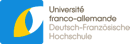 Université
franco-allemande
Deutsch-Französische
Hochschule